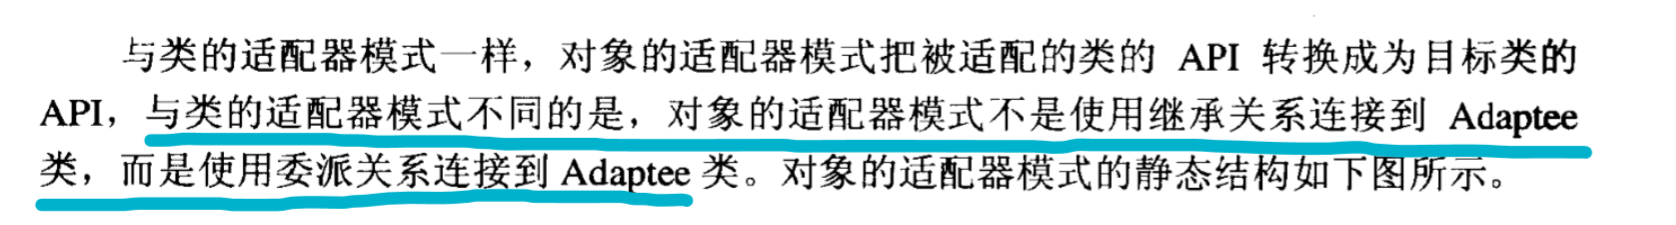 与类的适配器模式一样，对象的适配器模式把被适配的类的 API 转换成为目标类的
API，与类的适配器模式不同的是，对象的适配器模式不是使用继承关系连接到 Adaptee
类，而是使用委派关系连接到 Adaptee 类。对象的适配器模式的静态结构如下图所示。